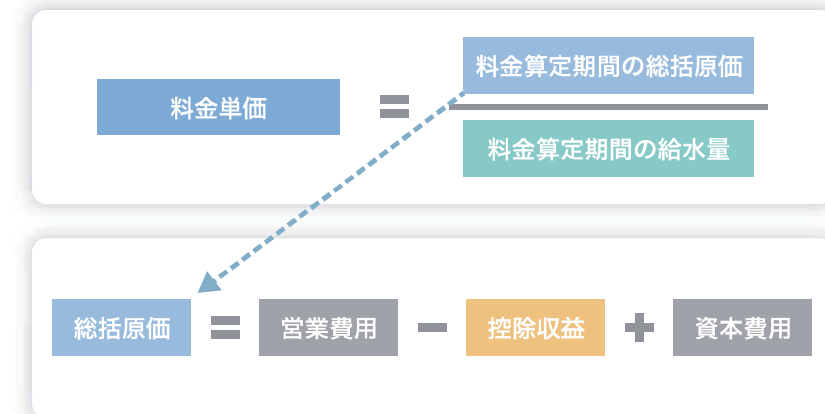 料金単価
=
料金算定期間の総括原価
料金算定期間の給水量
総括原価 = 営業費用 − 控除収益 + 資本費用